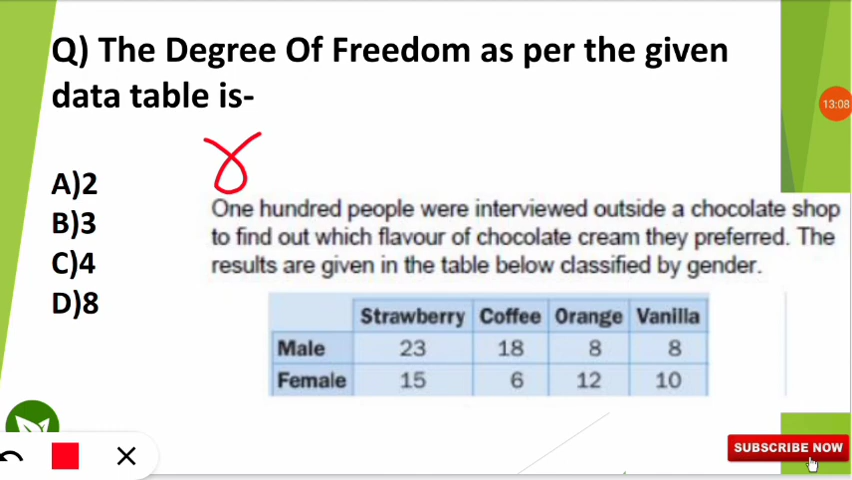 Q) The Degree Of Freedom as per the given
data table is-
13:08
A)2
B)3
C)4
D)8
One hundred people were interviewed outside a chocolate shop
to find out which flavour of chocolate cream they preferred. The
results are given in the table below classified by gender.
Strawberry Coffee Orange Vanilla
Male 23 18 8 8
Female 15 6 12 10
SUBSCRIBE NOW